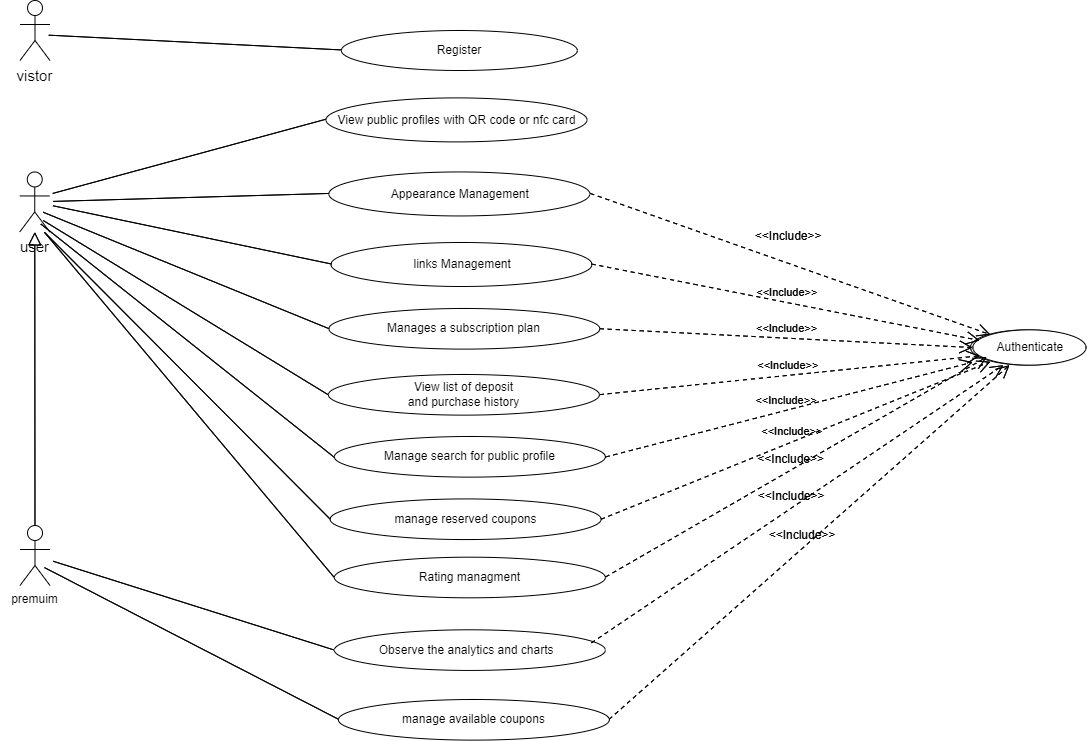 vistor
Register
View public profiles with QR code or nfc card
user
Appearance Management
<<Include>>
links Management
<<Include>>
Manages a subscription plan
<<Include>>
Authenticate
View list of deposit
and purchase history
<<Include>>
Manage search for public profile
<<Include>>
manage reserved coupons
<<Include>>
Rating managment
<<Include>>
premuim
Observe the analytics and charts
<<Include>>
manage available coupons
<<Include>>